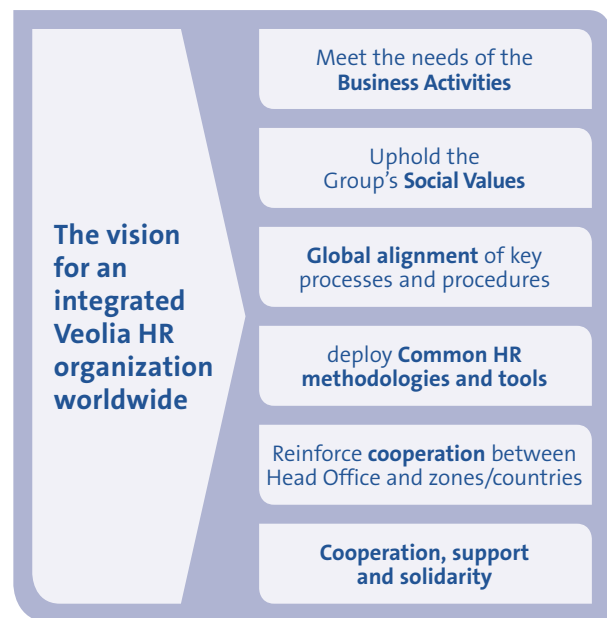 The vision
for an
integrated
Veolia HR
organization
worldwide
Meet the needs of the
Business Activities
Uphold the
Group's Social Values
Global alignment of key
processes and procedures
deploy Common HR
methodologies and tools
Reinforce cooperation between
Head Office and zones/countries
Cooperation, support
and solidarity